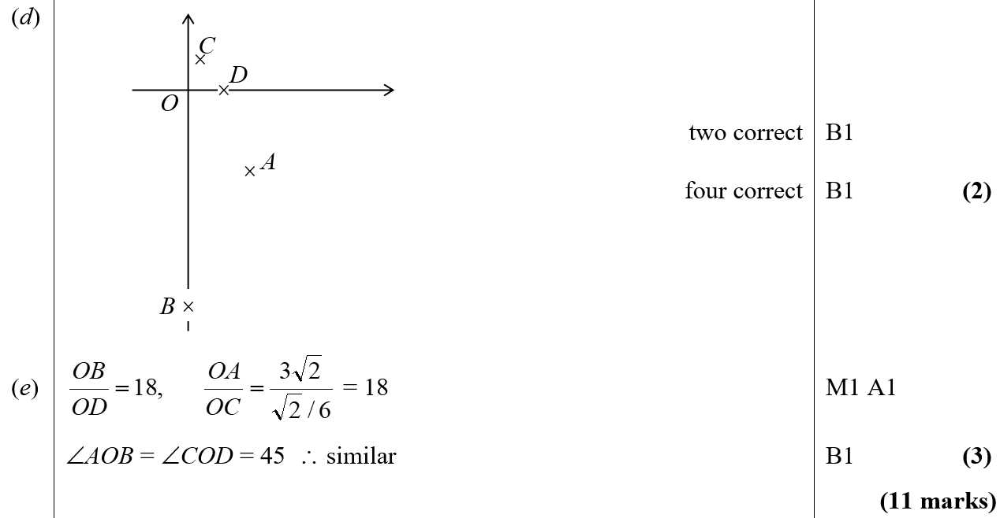 (d)
C
D
O
two correct B1
A
four correct B1 (2)
B
(e) OB/OD = 18, OA/OC = 3√2 / (√2 / 6) = 18 M1 A1
∠AOB = ∠COD = 45 ∴ similar B1 (3)
(11 marks)